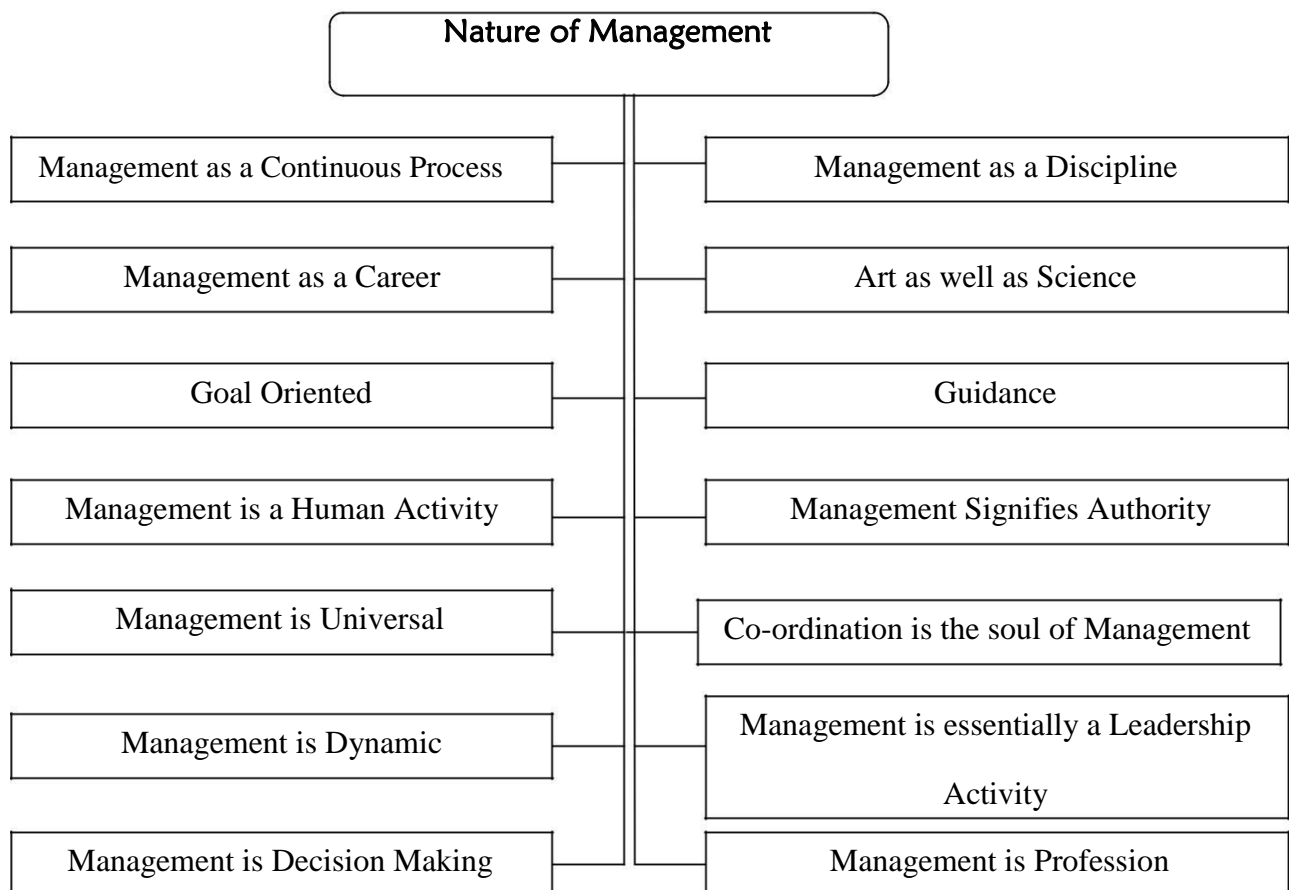 Nature of Management
Management as a Continuous Process
Management as a Discipline
Management as a Career
Art as well as Science
Goal Oriented
Guidance
Management is a Human Activity
Management Signifies Authority
Management is Universal
Co-ordination is the soul of Management
Management is Dynamic
Management is essentially a Leadership
Activity
Management is Decision Making
Management is Profession